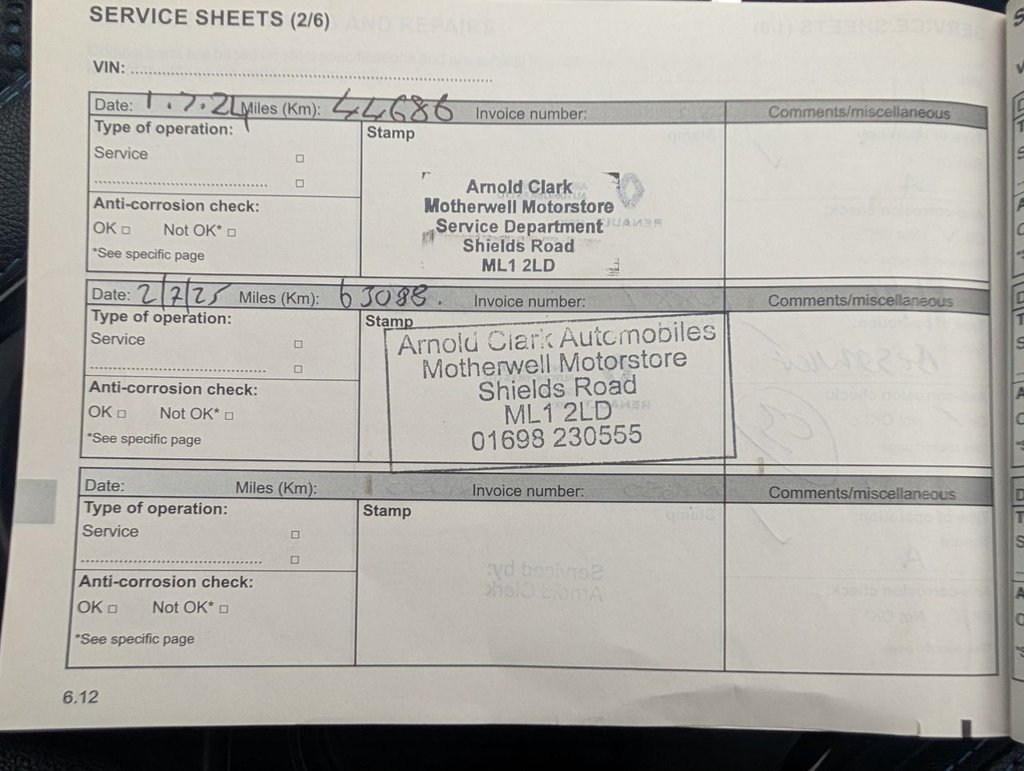 SERVICE SHEETS (2/6)
VIN: ............................................................
Date: 1.7.24 Miles (Km): 44686 Invoice number: Comments/miscellaneous
Type of operation: Stamp
Service □
................................................ □
Anti-corrosion check:
OK □ Not OK* □
*See specific page
Arnold Clark
Motherwell Motorstore
Service Department
Shields Road
ML1 2LD
Date: 2/7/25 Miles (Km): 63088. Invoice number: Comments/miscellaneous
Type of operation: Stamp
Service □
................................................ □
Anti-corrosion check:
OK □ Not OK* □
*See specific page
Arnold Clark Automobiles
Motherwell Motorstore
Shields Road
ML1 2LD
01698 230555
Date: Miles (Km): Invoice number: Comments/miscellaneous
Type of operation: Stamp
Service □
................................................ □
Anti-corrosion check:
OK □ Not OK* □
*See specific page
6.12